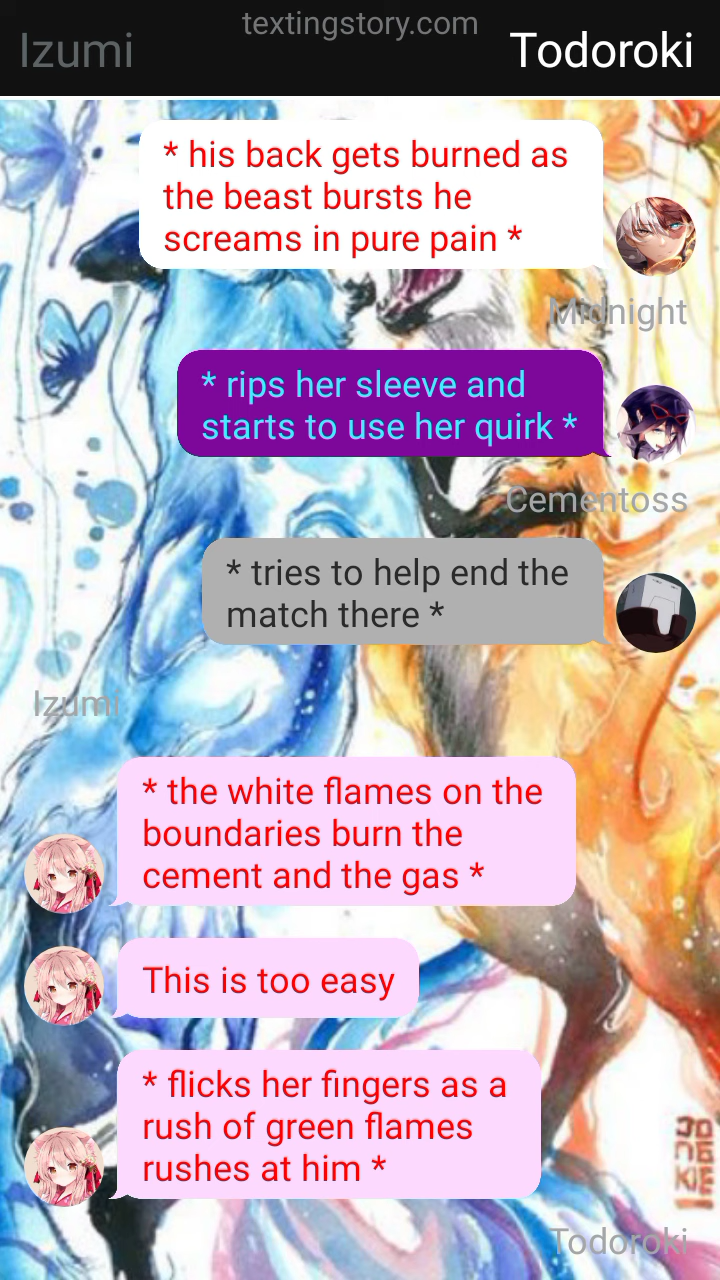 textingstory.com
Izumi
Todoroki
* his back gets burned as
the beast bursts he
screams in pure pain *
Midnight
* rips her sleeve and
starts to use her quirk *
Cementoss
* tries to help end the
match there *
Izumi
* the white flames on the
boundaries burn the
cement and the gas *
This is too easy
* flicks her fingers as a
rush of green flames
rushes at him *
Todoroki